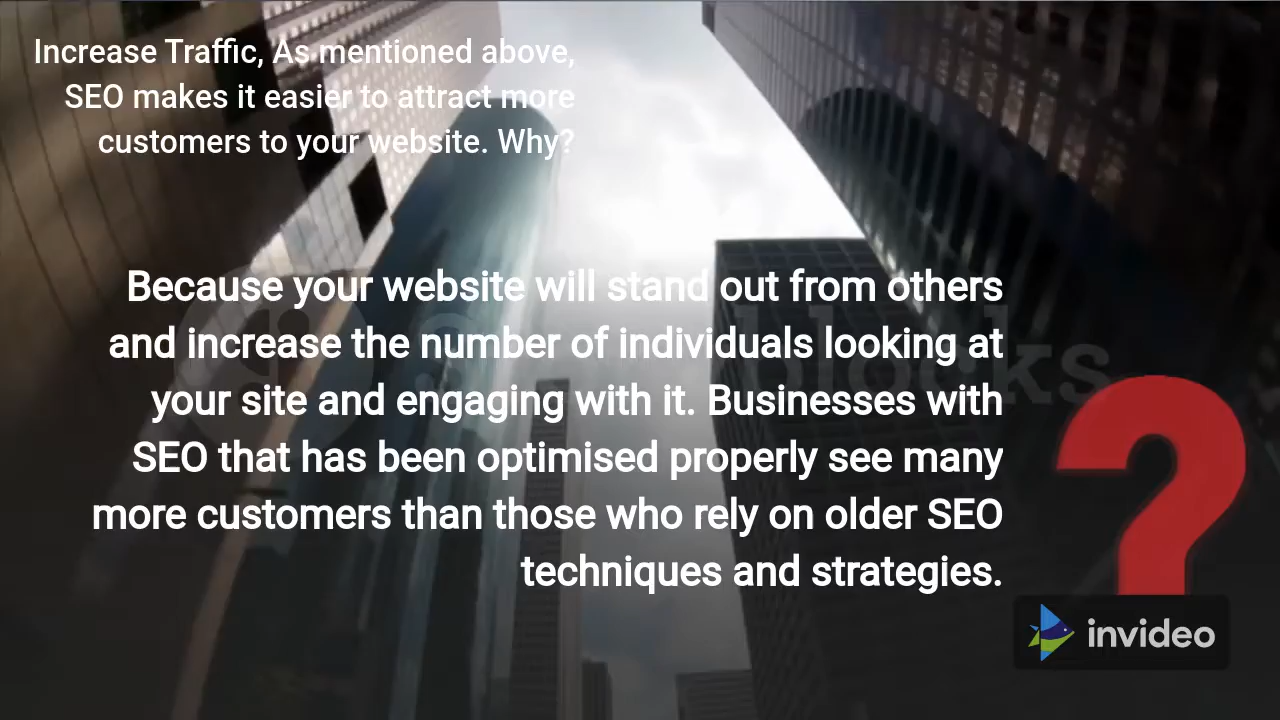 Increase Traffic, As mentioned above,
SEO makes it easier to attract more
customers to your website. Why?
Because your website will stand out from others
and increase the number of individuals looking at
your site and engaging with it. Businesses with
SEO that has been optimised properly see many
more customers than those who rely on older SEO
techniques and strategies.
?
invideo